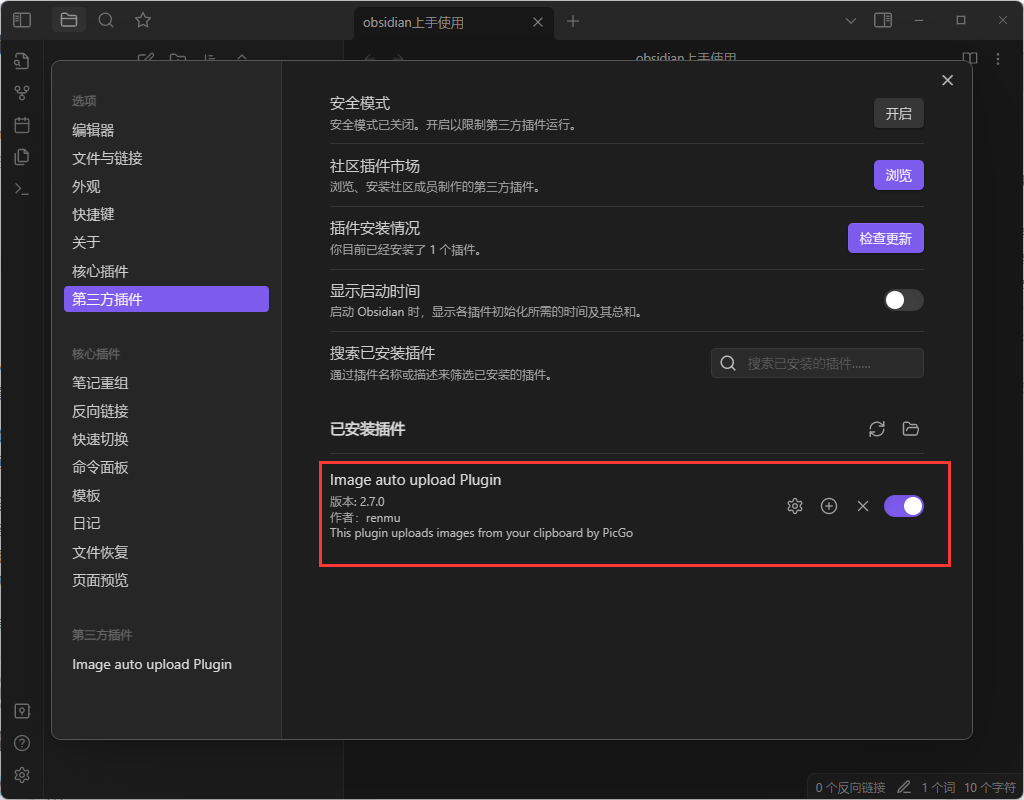 obsidian上手使用
obsidian上手使用
选项
编辑器
文件与链接
外观
快捷键
关于
核心插件
第三方插件
核心插件
笔记重组
反向链接
快速切换
命令面板
模板
日记
文件恢复
页面预览
第三方插件
Image auto upload Plugin
安全模式
安全模式已关闭。开启以限制第三方插件运行。
开启
社区插件市场
浏览、安装社区成员制作的第三方插件。
浏览
插件安装情况
你目前已经安装了 1 个插件。
检查更新
显示启动时间
启动 Obsidian 时，显示各插件初始化所需的时间及其总和。
搜索已安装插件
通过插件名称或描述来筛选已安装的插件。
搜索已安装的插件......
已安装插件
Image auto upload Plugin
版本: 2.7.0
作者：renmu
This plugin uploads images from your clipboard by PicGo
0 个反向链接 1 个词 10 个字符